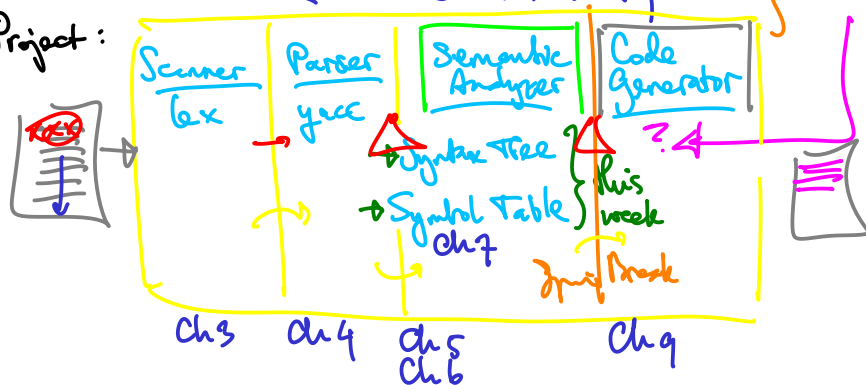 Project:
Scanner
lex
Parser
yacc
Semantic
Analyzer
Code
Generator
?
Syntax Tree
Symbol Table
this
week
Ch7
Break
Ch3
Ch4
Ch5
Ch6
Ch9